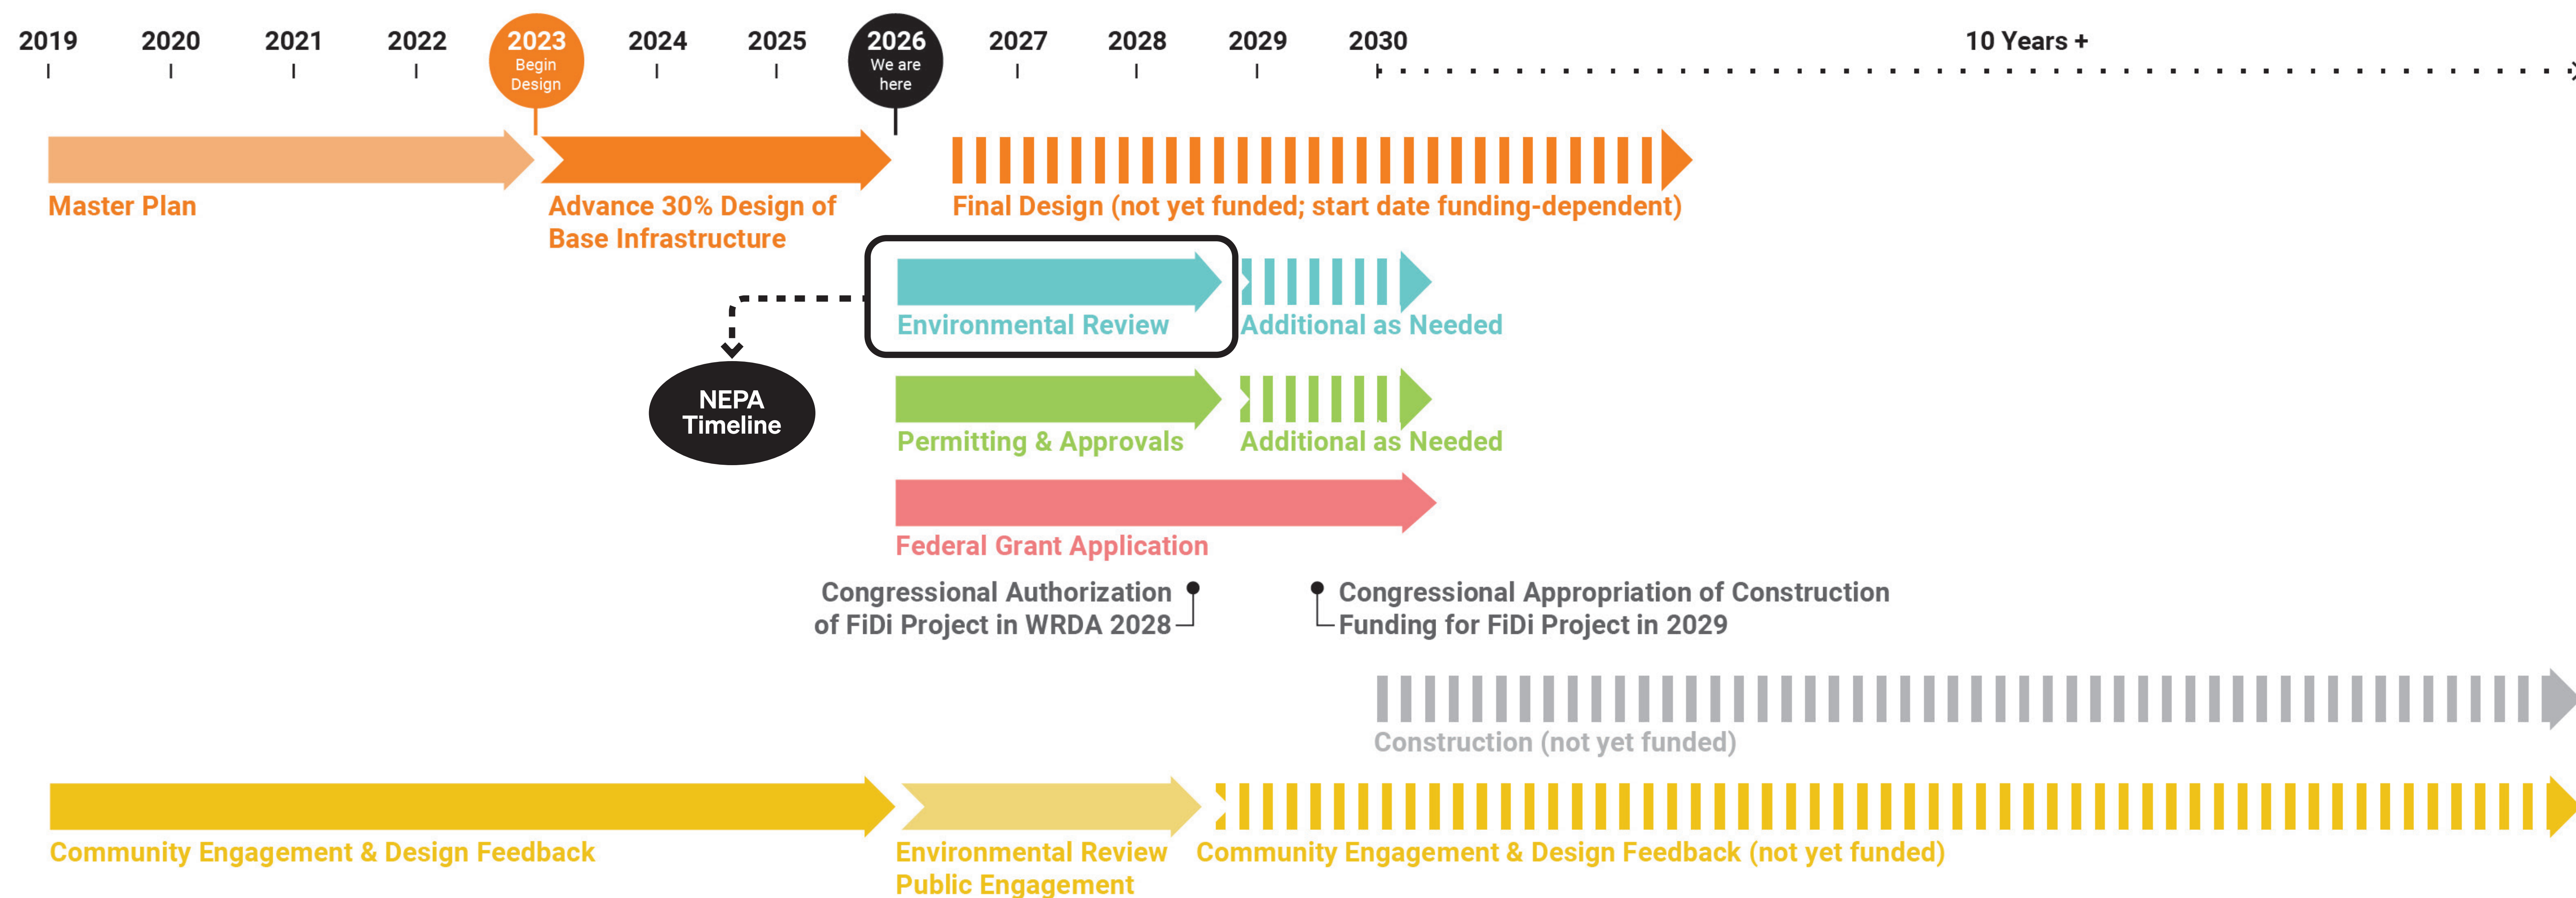 2019 2020 2021 2022 2023 2024 2025 2026 2027 2028 2029 2030 10 Years +
Begin
Design
We are
here
Master Plan
Advance 30% Design of
Base Infrastructure
Final Design (not yet funded; start date funding-dependent)
Environmental Review
Additional as Needed
NEPA
Timeline
Permitting & Approvals
Additional as Needed
Federal Grant Application
Congressional Authorization
of FiDi Project in WRDA 2028
Congressional Appropriation of Construction
Funding for FiDi Project in 2029
Construction (not yet funded)
Community Engagement & Design Feedback
Environmental Review
Public Engagement
Community Engagement & Design Feedback (not yet funded)